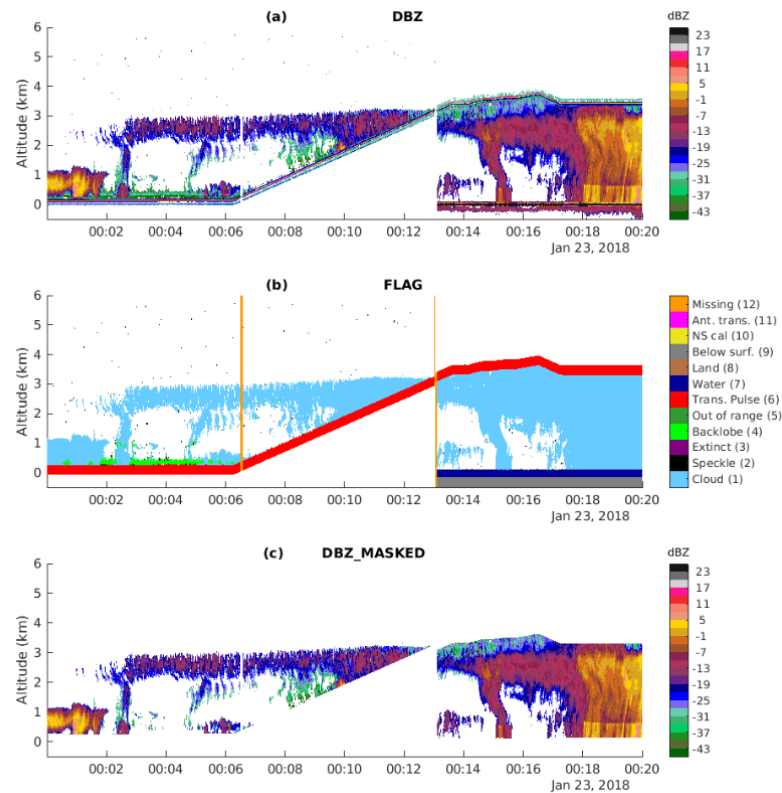 (a) DBZ
dBZ
Altitude (km)
6
5
4
3
2
1
0
23
17
11
5
-1
-7
-13
-19
-25
-31
-37
-43
00:02 00:04 00:06 00:08 00:10 00:12 00:14 00:16 00:18 00:20
Jan 23, 2018
(b) FLAG
Altitude (km)
6
5
4
3
2
1
0
Missing (12)
Ant. trans. (11)
NS cal (10)
Below surf. (9)
Land (8)
Water (7)
Trans. Pulse (6)
Out of range (5)
Backlobe (4)
Extinct (3)
Speckle (2)
Cloud (1)
00:02 00:04 00:06 00:08 00:10 00:12 00:14 00:16 00:18 00:20
Jan 23, 2018
(c) DBZ_MASKED
dBZ
Altitude (km)
6
5
4
3
2
1
0
23
17
11
5
-1
-7
-13
-19
-25
-31
-37
-43
00:02 00:04 00:06 00:08 00:10 00:12 00:14 00:16 00:18 00:20
Jan 23, 2018